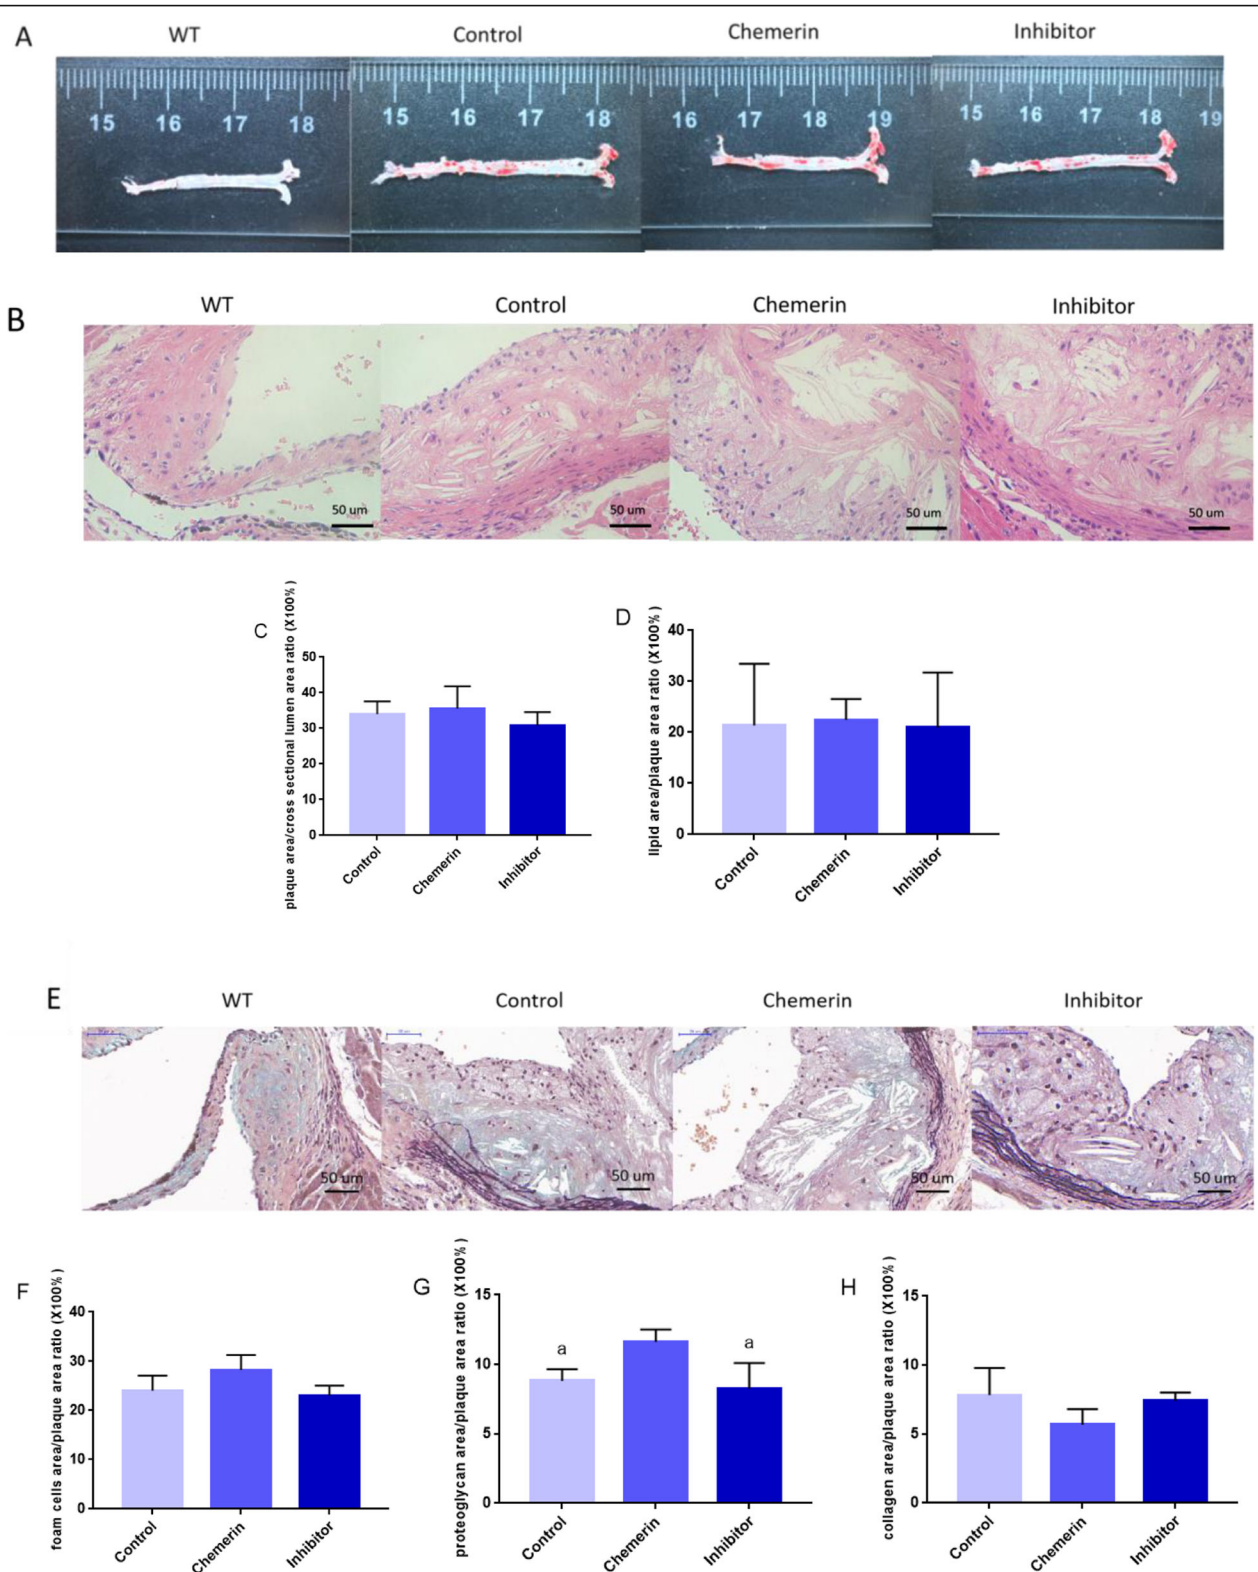 A
WT
Control
Chemerin
Inhibitor
15 16 17 18
15 16 17 18
16 17 18 19
15 16 17 18 19
B
WT
Control
Chemerin
Inhibitor
50 um
50 um
50 um
50 um
C
plaque area/cross sectional lumen area ratio (X100%)
50
40
30
20
10
0
Control
Chemerin
Inhibitor
D
lipid area/plaque area ratio (X100%)
40
30
20
10
0
Control
Chemerin
Inhibitor
E
WT
Control
Chemerin
Inhibitor
50 um
50 um
50 um
50 um
F
foam cells area/plaque area ratio (X100%)
40
30
20
10
0
Control
Chemerin
Inhibitor
G
proteoglycan area/plaque area ratio (X100%)
15
10
5
0
a
a
Control
Chemerin
Inhibitor
H
collagen area/plaque area ratio (X100%)
15
10
5
0
Control
Chemerin
Inhibitor